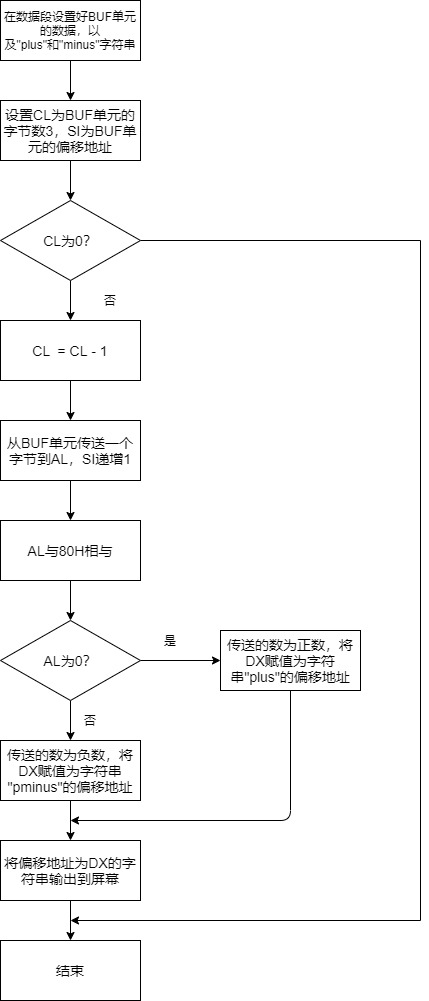 在数据段设置好BUF单元
的数据，以
及"plus"和"minus"字符串
设置CL为BUF单元的
字节数3，SI为BUF单
元的偏移地址
CL为0？
否
CL = CL - 1
从BUF单元传送一个
字节到AL，SI递增1
AL与80H相与
AL为0？
是
传送的数为正数，将
DX赋值为字符
串"plus"的偏移地址
否
传送的数为负数，将
DX赋值为字符串
"pminus"的偏移地址
将偏移地址为DX的字
符串输出到屏幕
结束